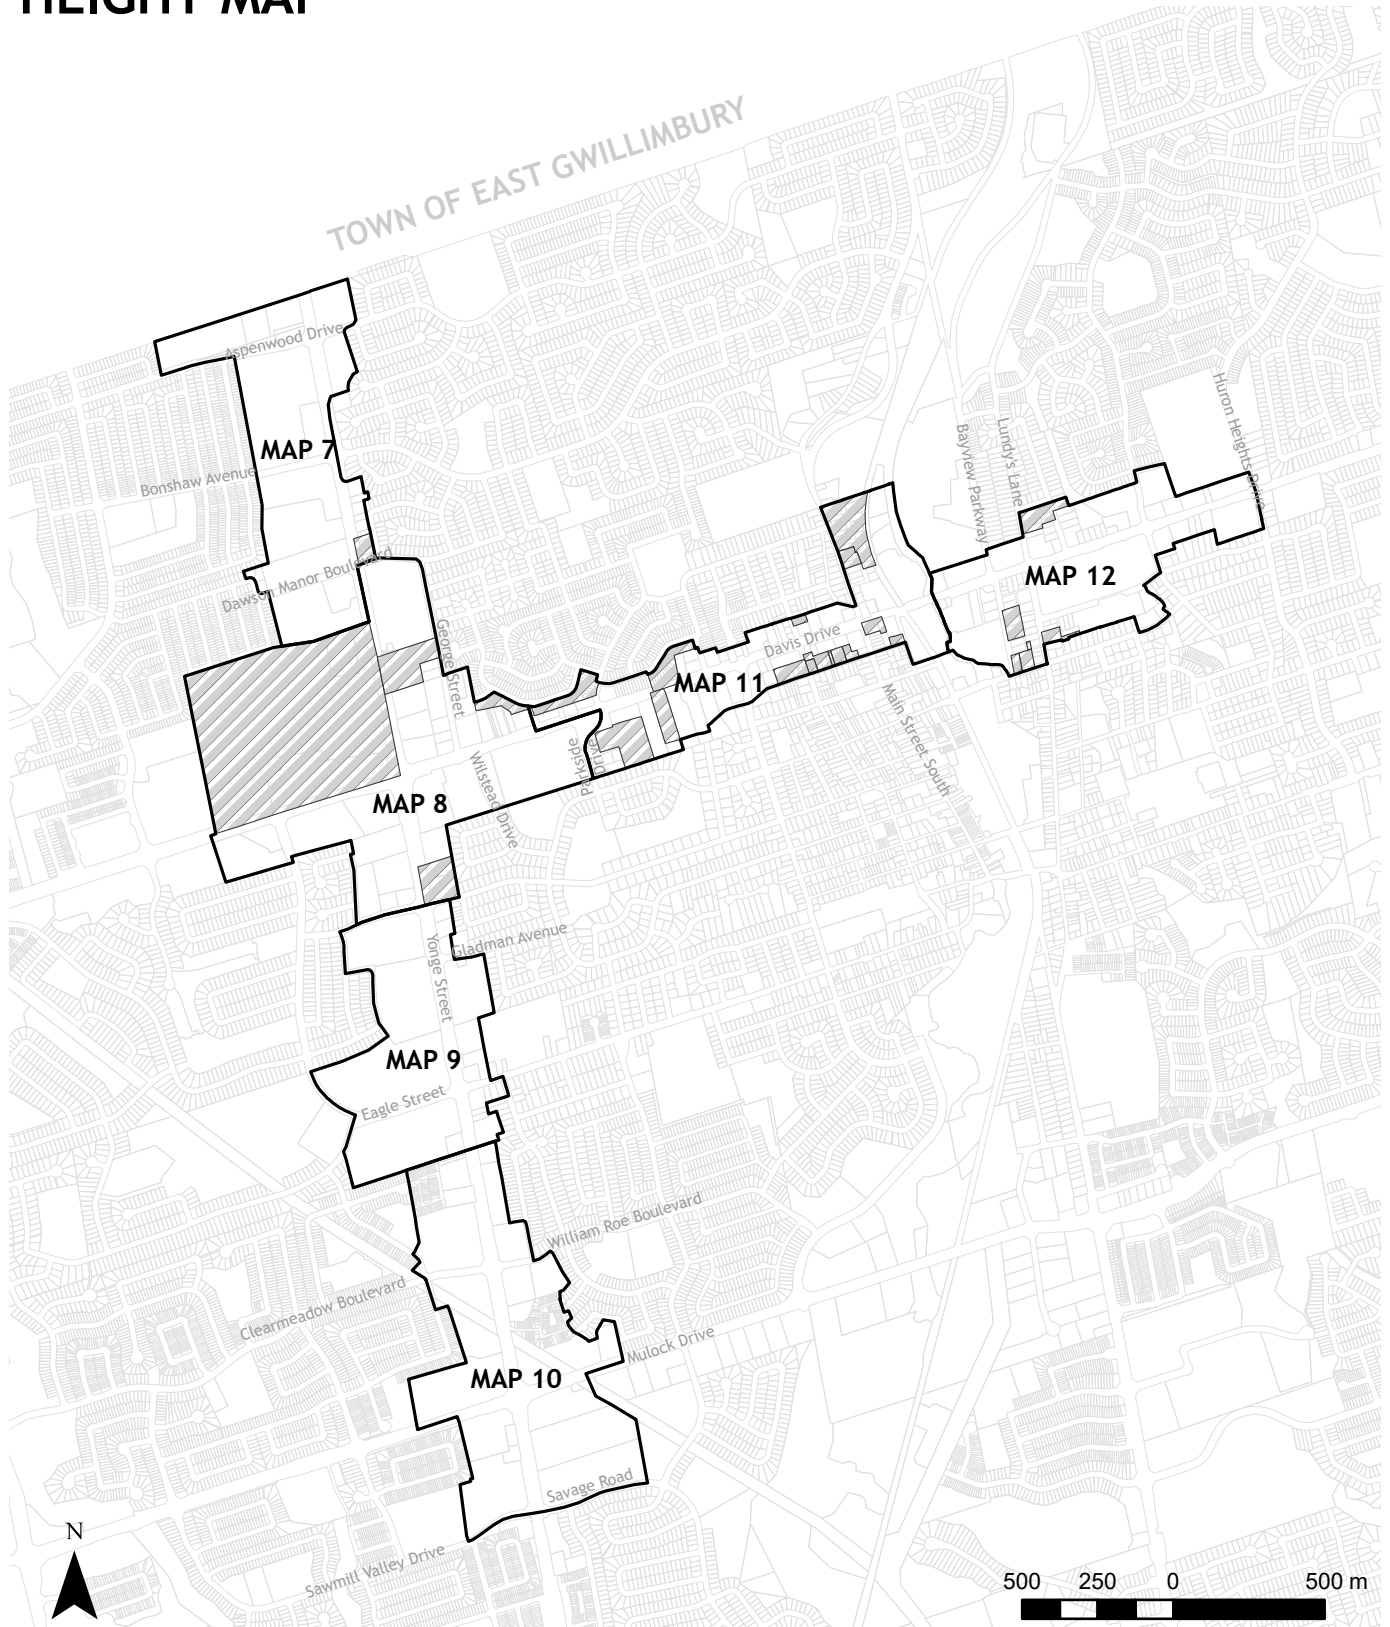 HEIGHT MAP
TOWN OF EAST GWILLIMBURY
Aspenwood Drive
MAP 7
Bonshaw Avenue
Dawson Manor Boulevard
George Street
Huron Heights Drive
Lundy's Lane
Bayview Parkway
MAP 12
Davis Drive
MAP 11
Main Street South
Parkside
Drive
Wilstead Drive
MAP 8
Gladman Avenue
Yonge Street
MAP 9
Eagle Street
William Roe Boulevard
Clearmeadow Boulevard
Mulock Drive
MAP 10
Savage Road
Sawmill Valley Drive
N
500 250 0 500 m